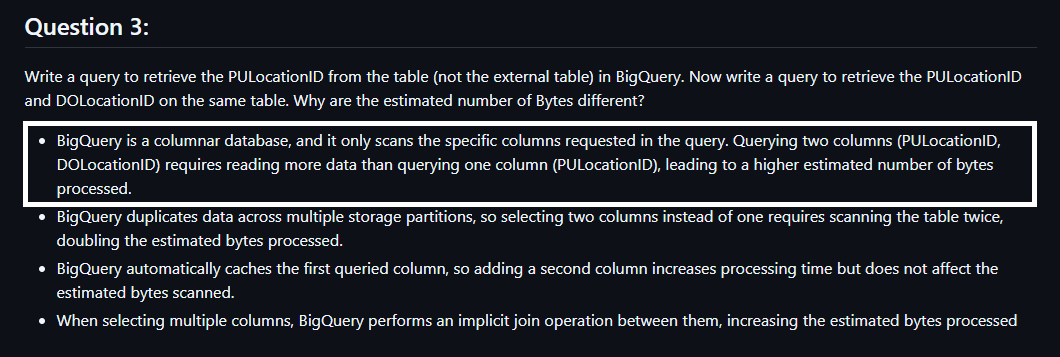 Question 3:
Write a query to retrieve the PULocationID from the table (not the external table) in BigQuery. Now write a query to retrieve the PULocationID
and DOLocationID on the same table. Why are the estimated number of Bytes different?
• BigQuery is a columnar database, and it only scans the specific columns requested in the query. Querying two columns (PULocationID,
DOLocationID) requires reading more data than querying one column (PULocationID), leading to a higher estimated number of bytes
processed.
• BigQuery duplicates data across multiple storage partitions, so selecting two columns instead of one requires scanning the table twice,
doubling the estimated bytes processed.
• BigQuery automatically caches the first queried column, so adding a second column increases processing time but does not affect the
estimated bytes scanned.
• When selecting multiple columns, BigQuery performs an implicit join operation between them, increasing the estimated bytes processed